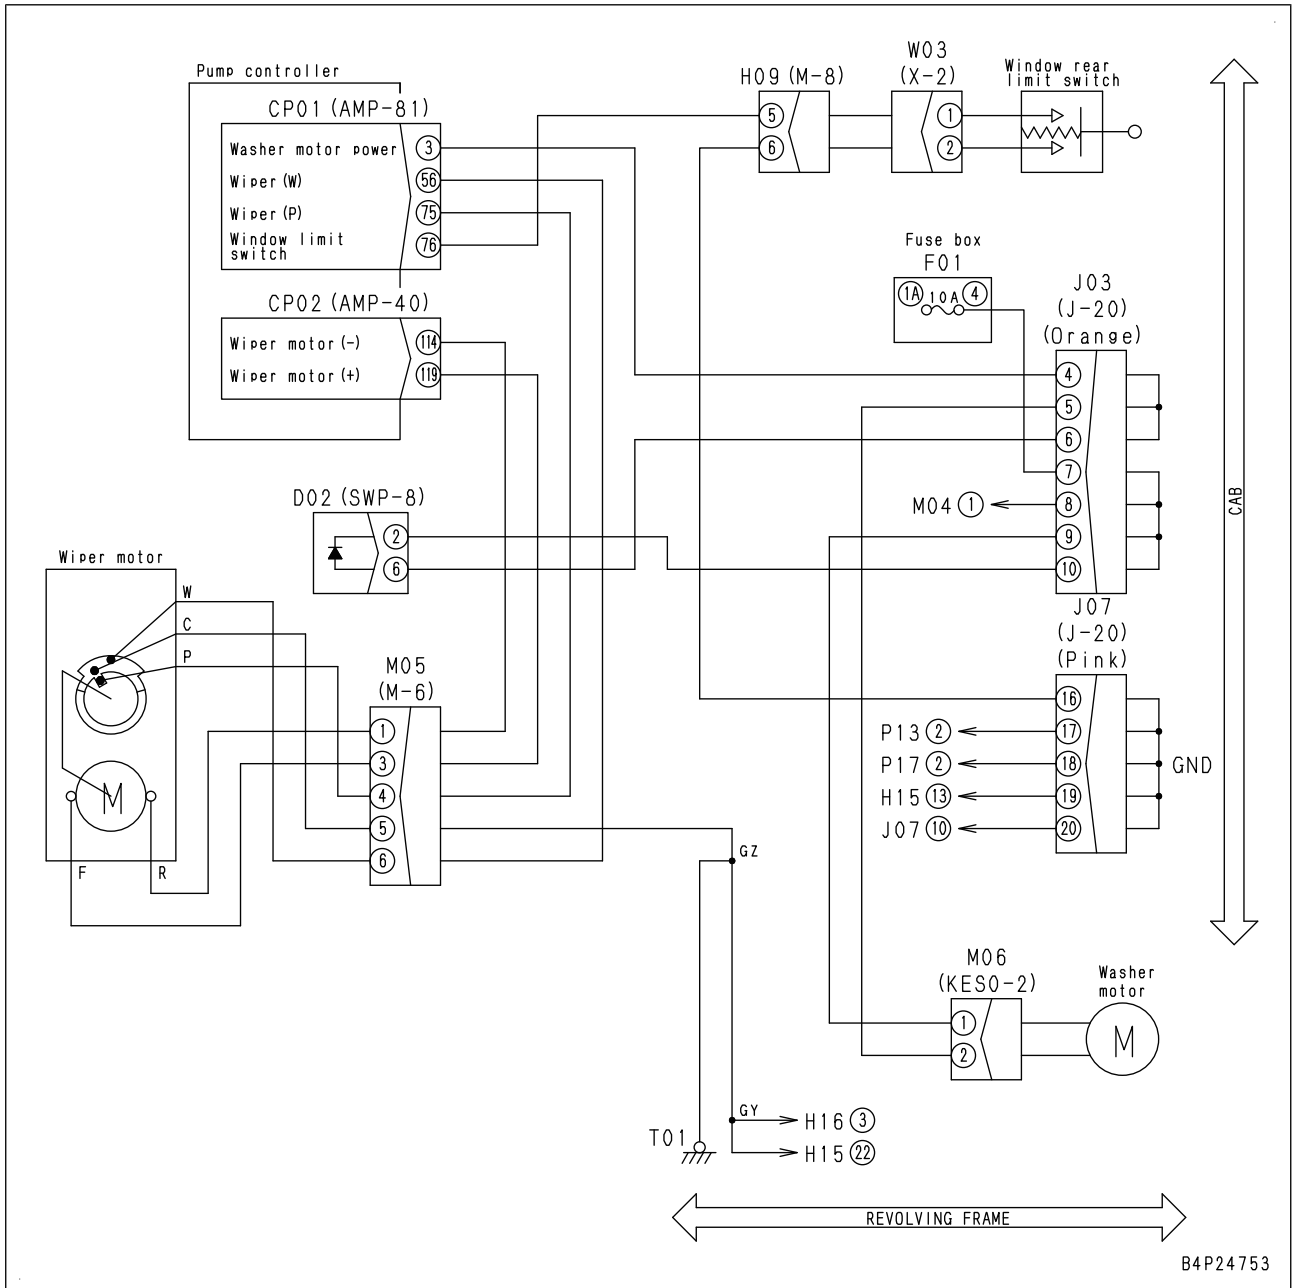 Pump controller
CP01 (AMP-81)
Washer motor power 3
Wiper (W) 56
Wiper (P) 75
Window limit
switch 76
CP02 (AMP-40)
Wiper motor (-) 114
Wiper motor (+) 119
H09 (M-8)
5
6
W03
(X-2)
1
2
Window rear
limit switch
Fuse box
F01
1A 10A 4
J03
(J-20)
(Orange)
4
5
6
7
M04 1 8
9
10
D02 (SWP-8)
2
6
Wiper motor
W
C
P
M
F R
M05
(M-6)
1
3
4
5
6
J07
(J-20)
(Pink)
16
P13 2 17
P17 2 18
H15 13 19
J07 10 20
GND
CAB
GZ
M06
(KES0-2)
1
2
Washer
motor
M
GY
H16 3
H15 22
T01
REVOLVING FRAME
B4P24753